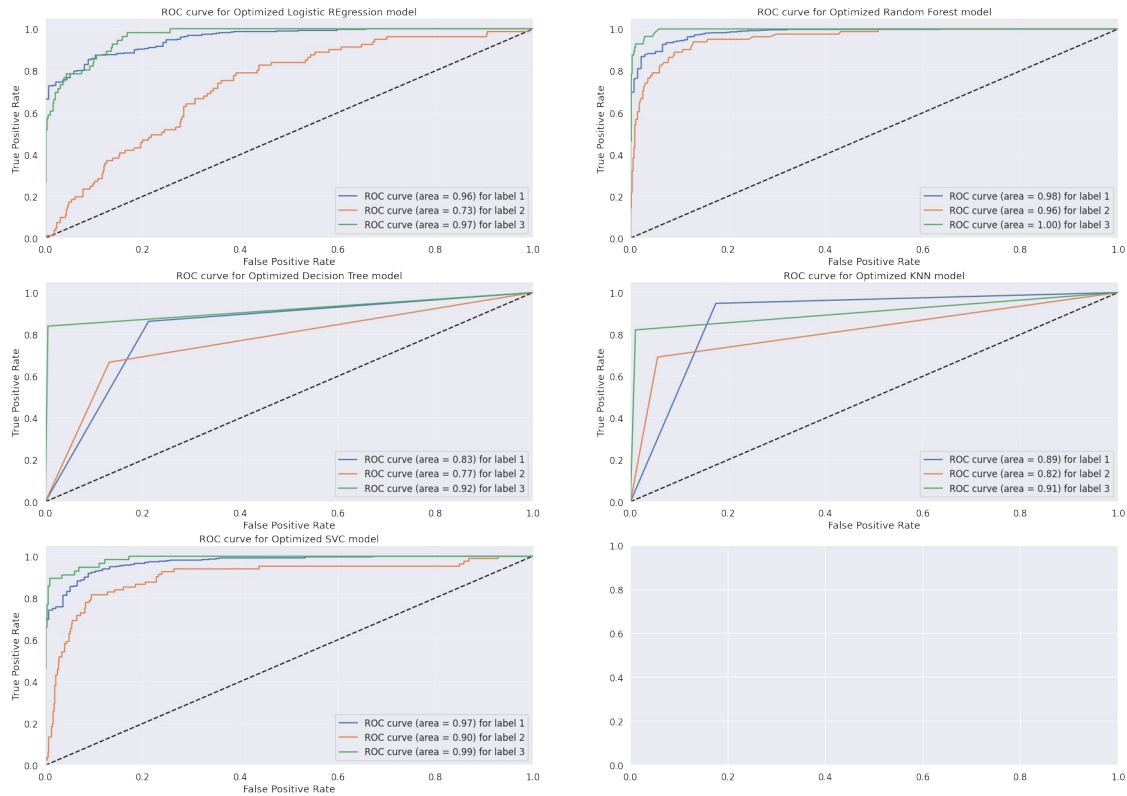 ROC curve for Optimized Logistic REgression model
True Positive Rate
1.0
0.8
0.6
0.4
0.2
0.0
ROC curve (area = 0.96) for label 1
ROC curve (area = 0.73) for label 2
ROC curve (area = 0.97) for label 3
0.0 0.2 0.4 0.6 0.8 1.0
False Positive Rate
ROC curve for Optimized Random Forest model
True Positive Rate
1.0
0.8
0.6
0.4
0.2
0.0
ROC curve (area = 0.98) for label 1
ROC curve (area = 0.96) for label 2
ROC curve (area = 1.00) for label 3
0.0 0.2 0.4 0.6 0.8 1.0
False Positive Rate
ROC curve for Optimized Decision Tree model
True Positive Rate
1.0
0.8
0.6
0.4
0.2
0.0
ROC curve (area = 0.83) for label 1
ROC curve (area = 0.77) for label 2
ROC curve (area = 0.92) for label 3
0.0 0.2 0.4 0.6 0.8 1.0
False Positive Rate
ROC curve for Optimized KNN model
True Positive Rate
1.0
0.8
0.6
0.4
0.2
0.0
ROC curve (area = 0.89) for label 1
ROC curve (area = 0.82) for label 2
ROC curve (area = 0.91) for label 3
0.0 0.2 0.4 0.6 0.8 1.0
False Positive Rate
ROC curve for Optimized SVC model
True Positive Rate
1.0
0.8
0.6
0.4
0.2
0.0
ROC curve (area = 0.97) for label 1
ROC curve (area = 0.90) for label 2
ROC curve (area = 0.99) for label 3
0.0 0.2 0.4 0.6 0.8 1.0
False Positive Rate
1.0
0.8
0.6
0.4
0.2
0.0
0.0 0.2 0.4 0.6 0.8 1.0